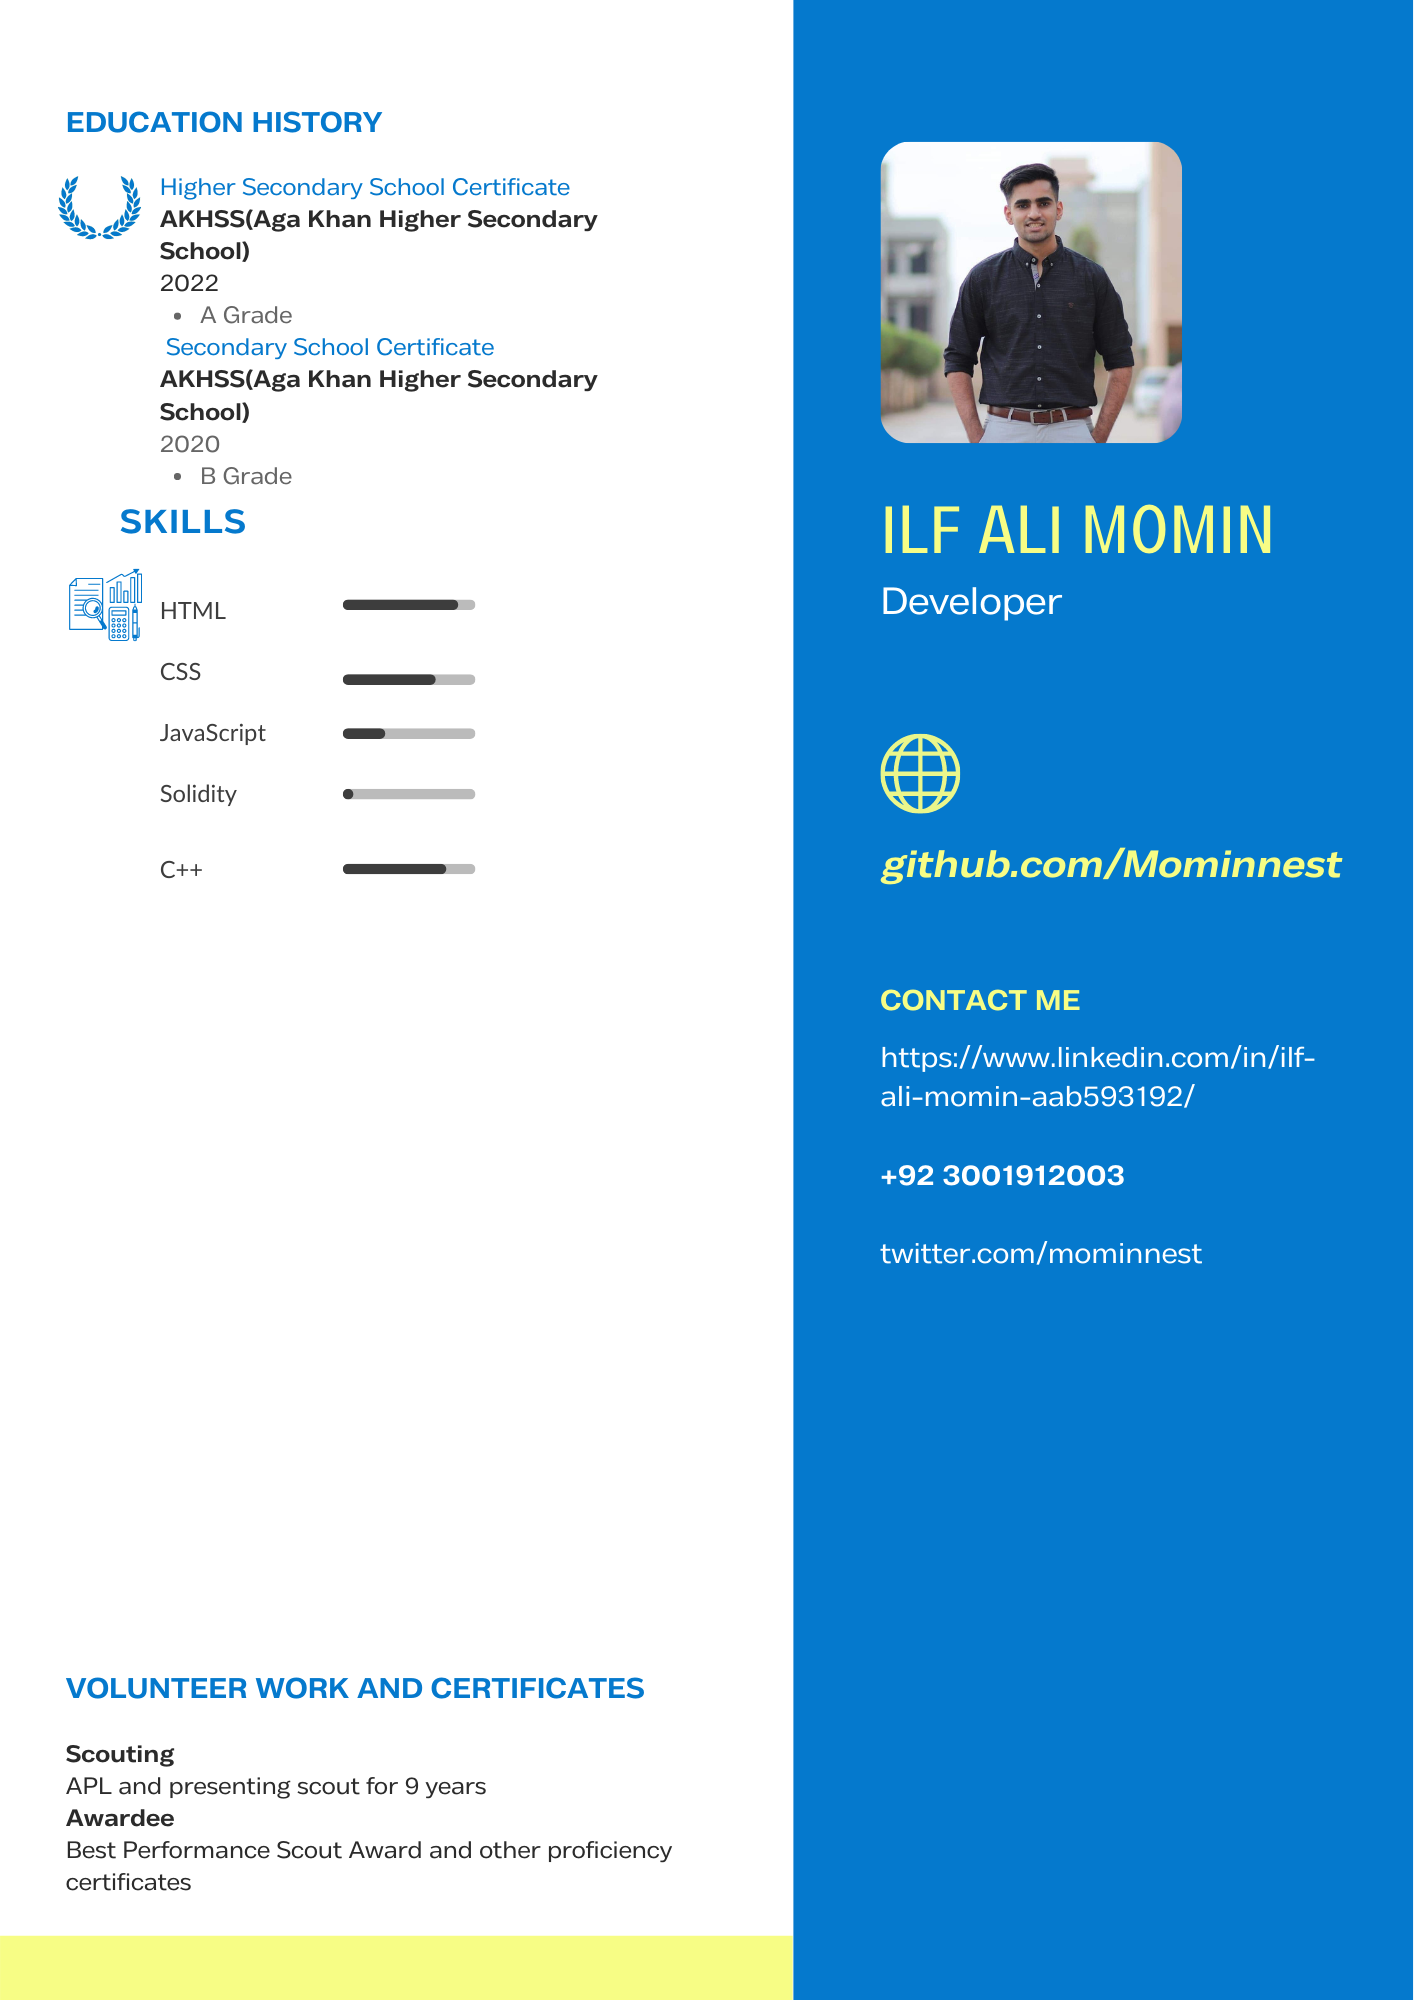 EDUCATION HISTORY
Higher Secondary School Certificate
AKHSS(Aga Khan Higher Secondary
School)
2022
• A Grade
Secondary School Certificate
AKHSS(Aga Khan Higher Secondary
School)
2020
• B Grade
SKILLS
HTML
CSS
JavaScript
Solidity
C++
VOLUNTEER WORK AND CERTIFICATES
Scouting
APL and presenting scout for 9 years
Awardee
Best Performance Scout Award and other proficiency
certificates
ILF ALI MOMIN
Developer
github.com/Mominnest
CONTACT ME
https://www.linkedin.com/in/ilf-
ali-momin-aab593192/
+92 3001912003
twitter.com/mominnest